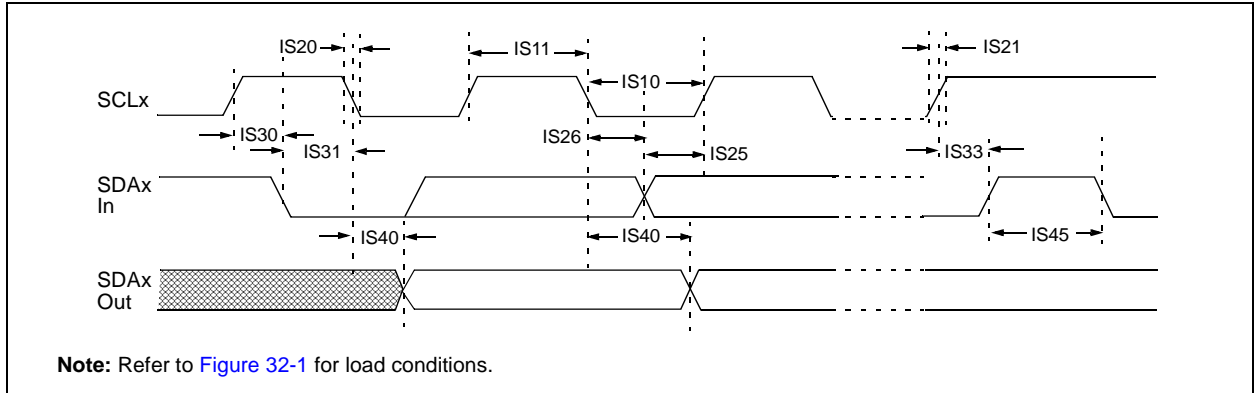 IS20
IS11
IS21
IS10
SCLx
IS30
IS26
IS31
IS25
IS33
SDAx
In
IS40
IS40
IS45
SDAx
Out
Note: Refer to Figure 32-1 for load conditions.